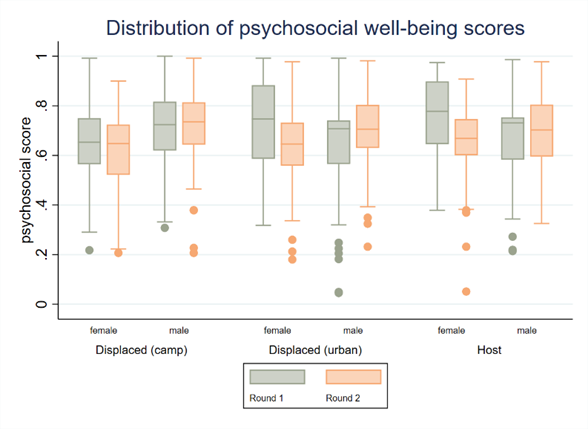 Distribution of psychosocial well-being scores
psychosocial score
1
.8
.6
.4
.2
0
female male female male female male
Displaced (camp) Displaced (urban) Host
Round 1 Round 2